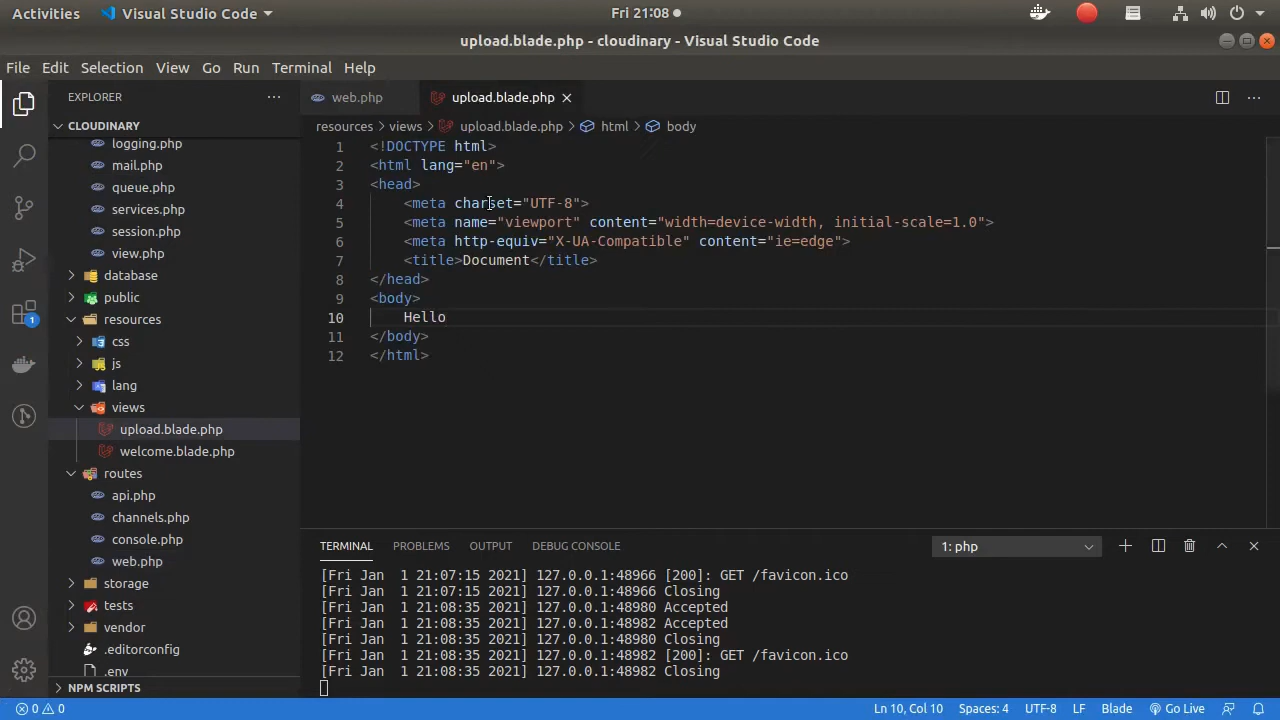 Activities
Visual Studio Code
Fri 21:08
upload.blade.php - cloudinary - Visual Studio Code
File Edit Selection View Go Run Terminal Help
EXPLORER
web.php
upload.blade.php
CLOUDINARY
resources > views > upload.blade.php > html > body
logging.php
mail.php
queue.php
services.php
session.php
view.php
database
public
resources
css
js
lang
views
upload.blade.php
welcome.blade.php
routes
api.php
channels.php
console.php
web.php
storage
tests
vendor
.editorconfig
.env
NPM SCRIPTS
1
1 <!DOCTYPE html>
2 <html lang="en">
3 <head>
4 <meta charset="UTF-8">
5 <meta name="viewport" content="width=device-width, initial-scale=1.0">
6 <meta http-equiv="X-UA-Compatible" content="ie=edge">
7 <title>Document</title>
8 </head>
9 <body>
10 Hello
11 </body>
12 </html>
TERMINAL PROBLEMS OUTPUT DEBUG CONSOLE
1: php
[Fri Jan  1 21:07:15 2021] 127.0.0.1:48966 [200]: GET /favicon.ico
[Fri Jan  1 21:07:15 2021] 127.0.0.1:48966 Closing
[Fri Jan  1 21:08:35 2021] 127.0.0.1:48980 Accepted
[Fri Jan  1 21:08:35 2021] 127.0.0.1:48982 Accepted
[Fri Jan  1 21:08:35 2021] 127.0.0.1:48980 Closing
[Fri Jan  1 21:08:35 2021] 127.0.0.1:48982 [200]: GET /favicon.ico
[Fri Jan  1 21:08:35 2021] 127.0.0.1:48982 Closing
0 0
Ln 10, Col 10 Spaces: 4 UTF-8 LF Blade Go Live